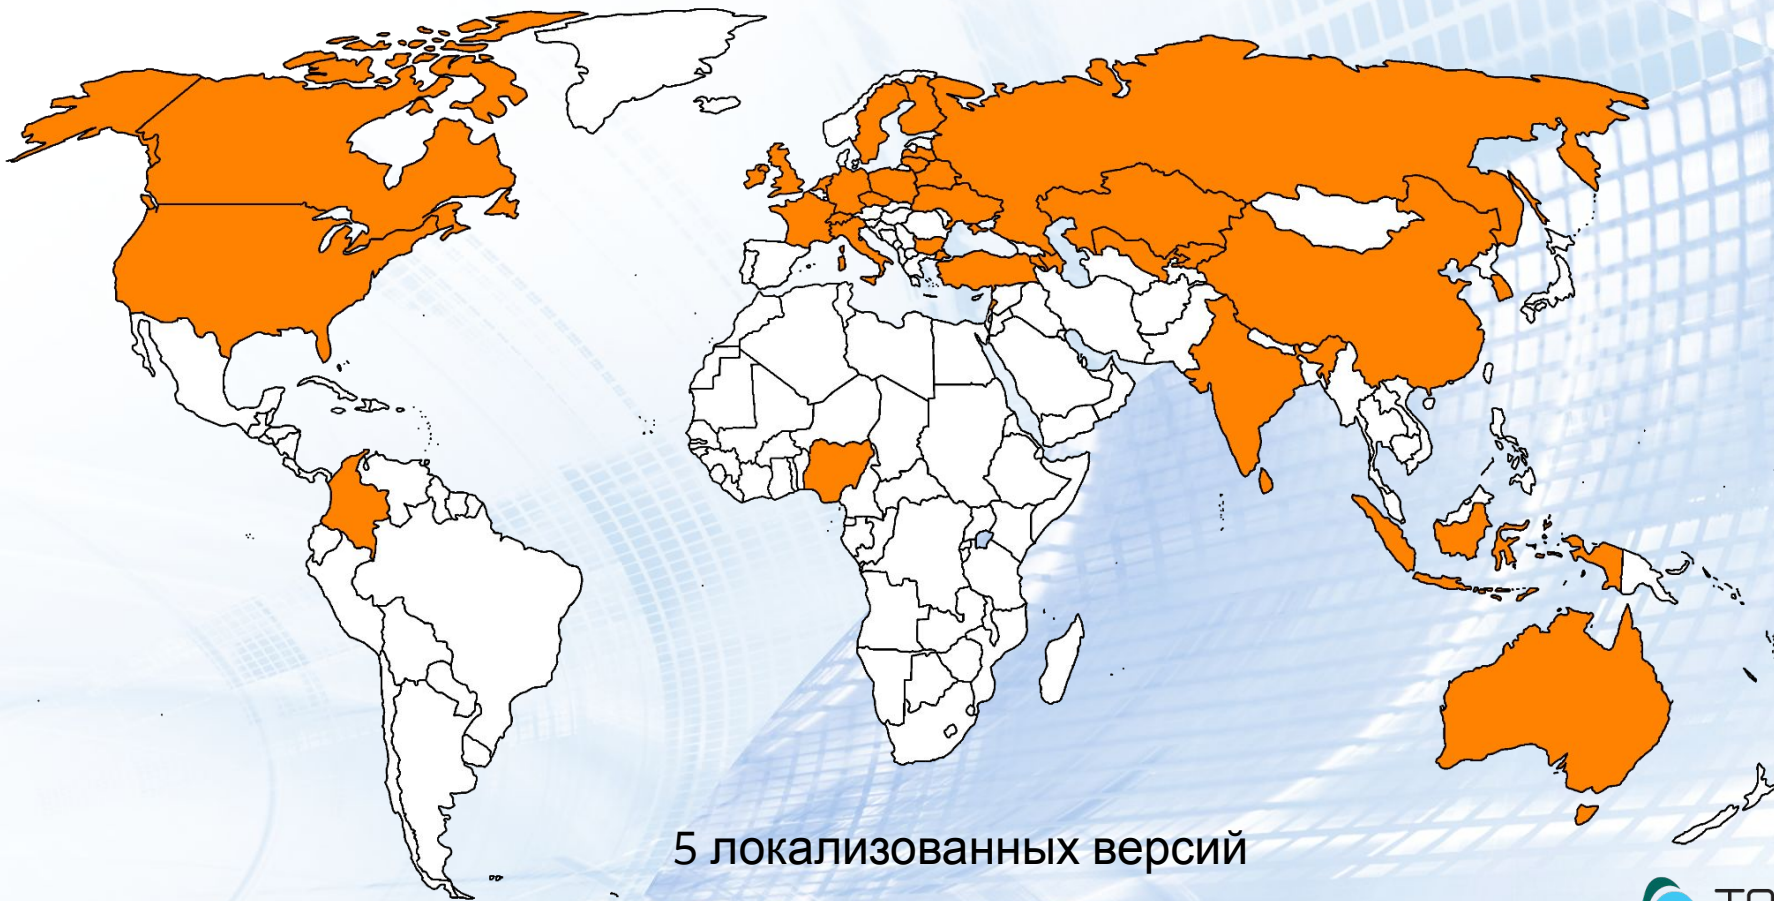 5 локализованных версий